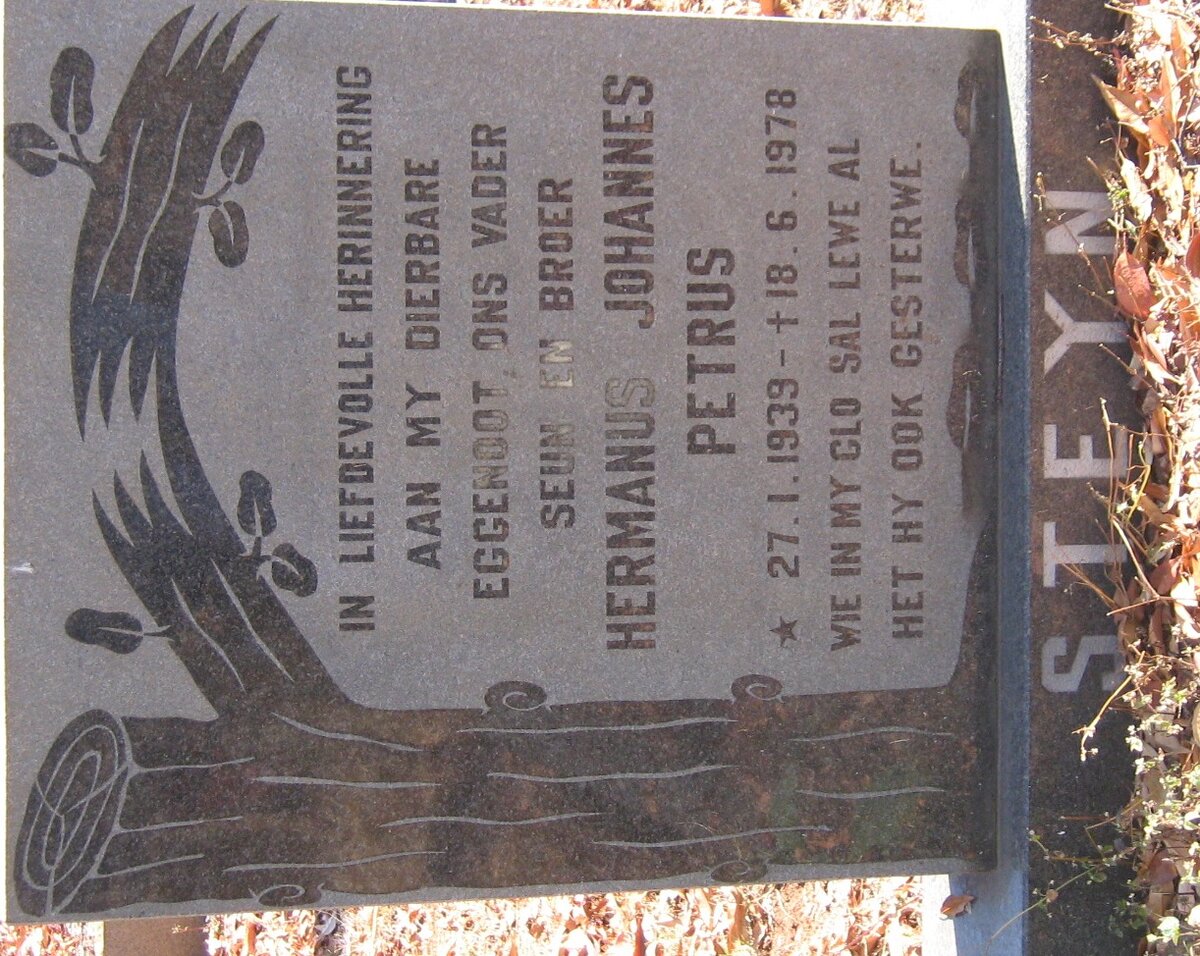 IN LIEFDEVOLLE HERINNERING
AAN MY DIERBARE
EGGENOOT, ONS VADER
SEUN EN BROER
HERMANUS JOHANNES
PETRUS
★ 27.1.1939 - † 18.6.1978
WIE IN MY GLO SAL LEWE AL
HET HY OOK GESTERWE.
STEYN